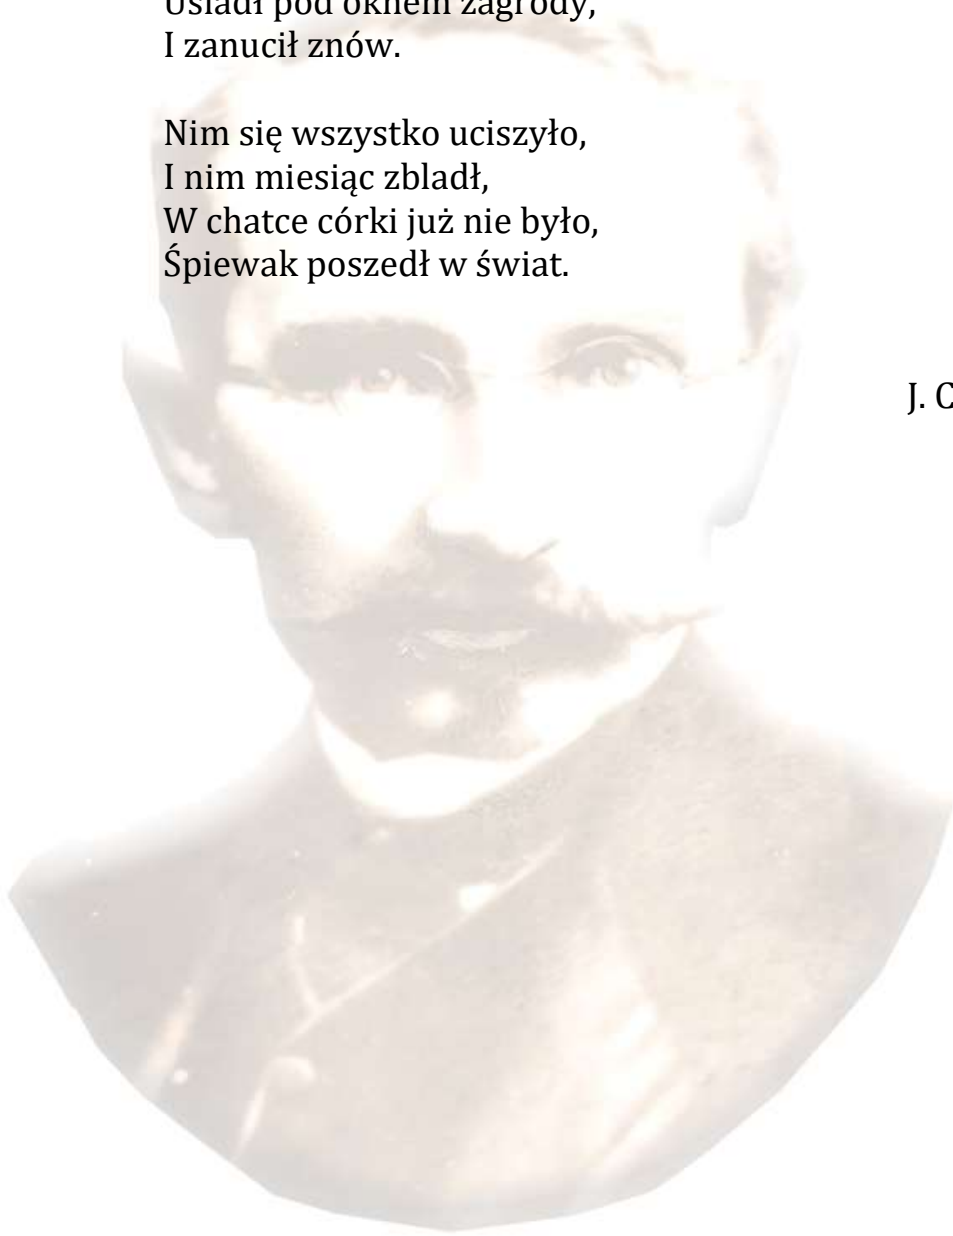 Usiadł pod oknem zagrody,
I zanucił znów.
Nim się wszystko uciszyło,
I nim miesiąc zbladł,
W chatce córki już nie było,
Śpiewak poszedł w świat.
J. C